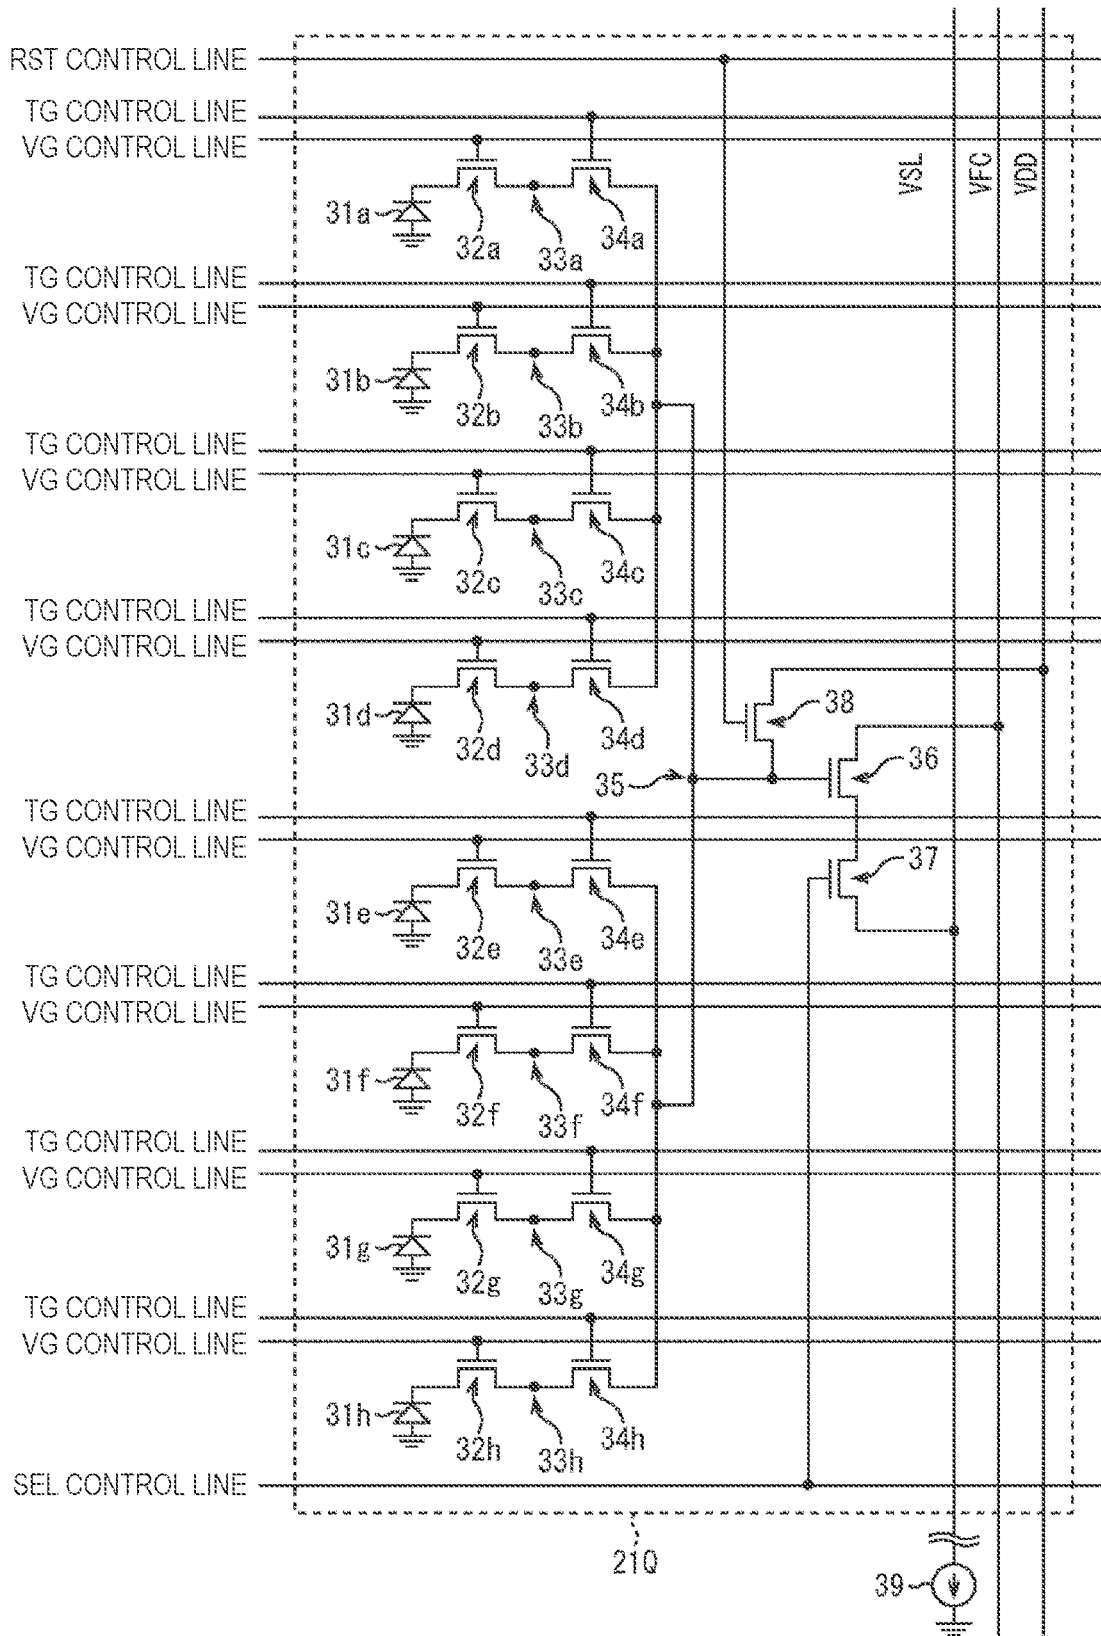 RST CONTROL LINE
TG CONTROL LINE
VG CONTROL LINE
VSL
VFC
VDD
31a
32a
33a
34a
TG CONTROL LINE
VG CONTROL LINE
31b
32b
33b
34b
TG CONTROL LINE
VG CONTROL LINE
31c
32c
33c
34c
TG CONTROL LINE
VG CONTROL LINE
31d
32d
33d
34d
38
35
36
TG CONTROL LINE
VG CONTROL LINE
37
31e
32e
33e
34e
TG CONTROL LINE
VG CONTROL LINE
31f
32f
33f
34f
TG CONTROL LINE
VG CONTROL LINE
31g
32g
33g
34g
TG CONTROL LINE
VG CONTROL LINE
31h
32h
33h
34h
SEL CONTROL LINE
21Q
39